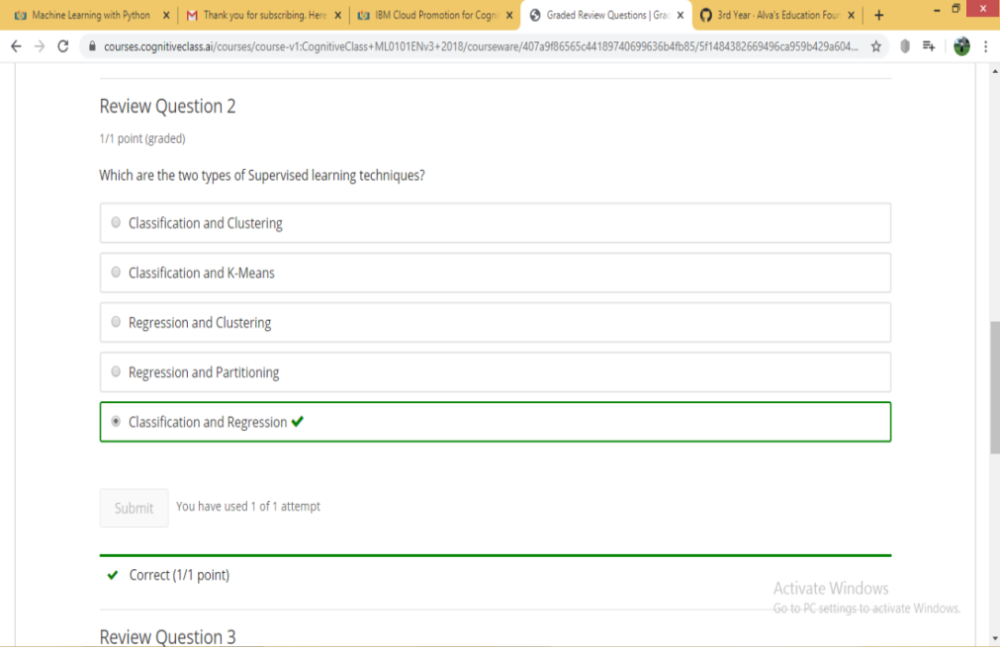 Machine Learning with Python
Thank you for subscribing. Here
IBM Cloud Promotion for Cogni
Graded Review Questions | Gra
3rd Year - Alva's Education Foun
courses.cognitiveclass.ai/courses/course-v1:CognitiveClass+ML0101ENv3+2018/courseware/407a9f86565c44189740699636b4fb85/5f1484382669496ca959b429a604...
Review Question 2
1/1 point (graded)
Which are the two types of Supervised learning techniques?
Classification and Clustering
Classification and K-Means
Regression and Clustering
Regression and Partitioning
Classification and Regression
Submit You have used 1 of 1 attempt
Correct (1/1 point)
Activate Windows
Go to PC settings to activate Windows.
Review Question 3